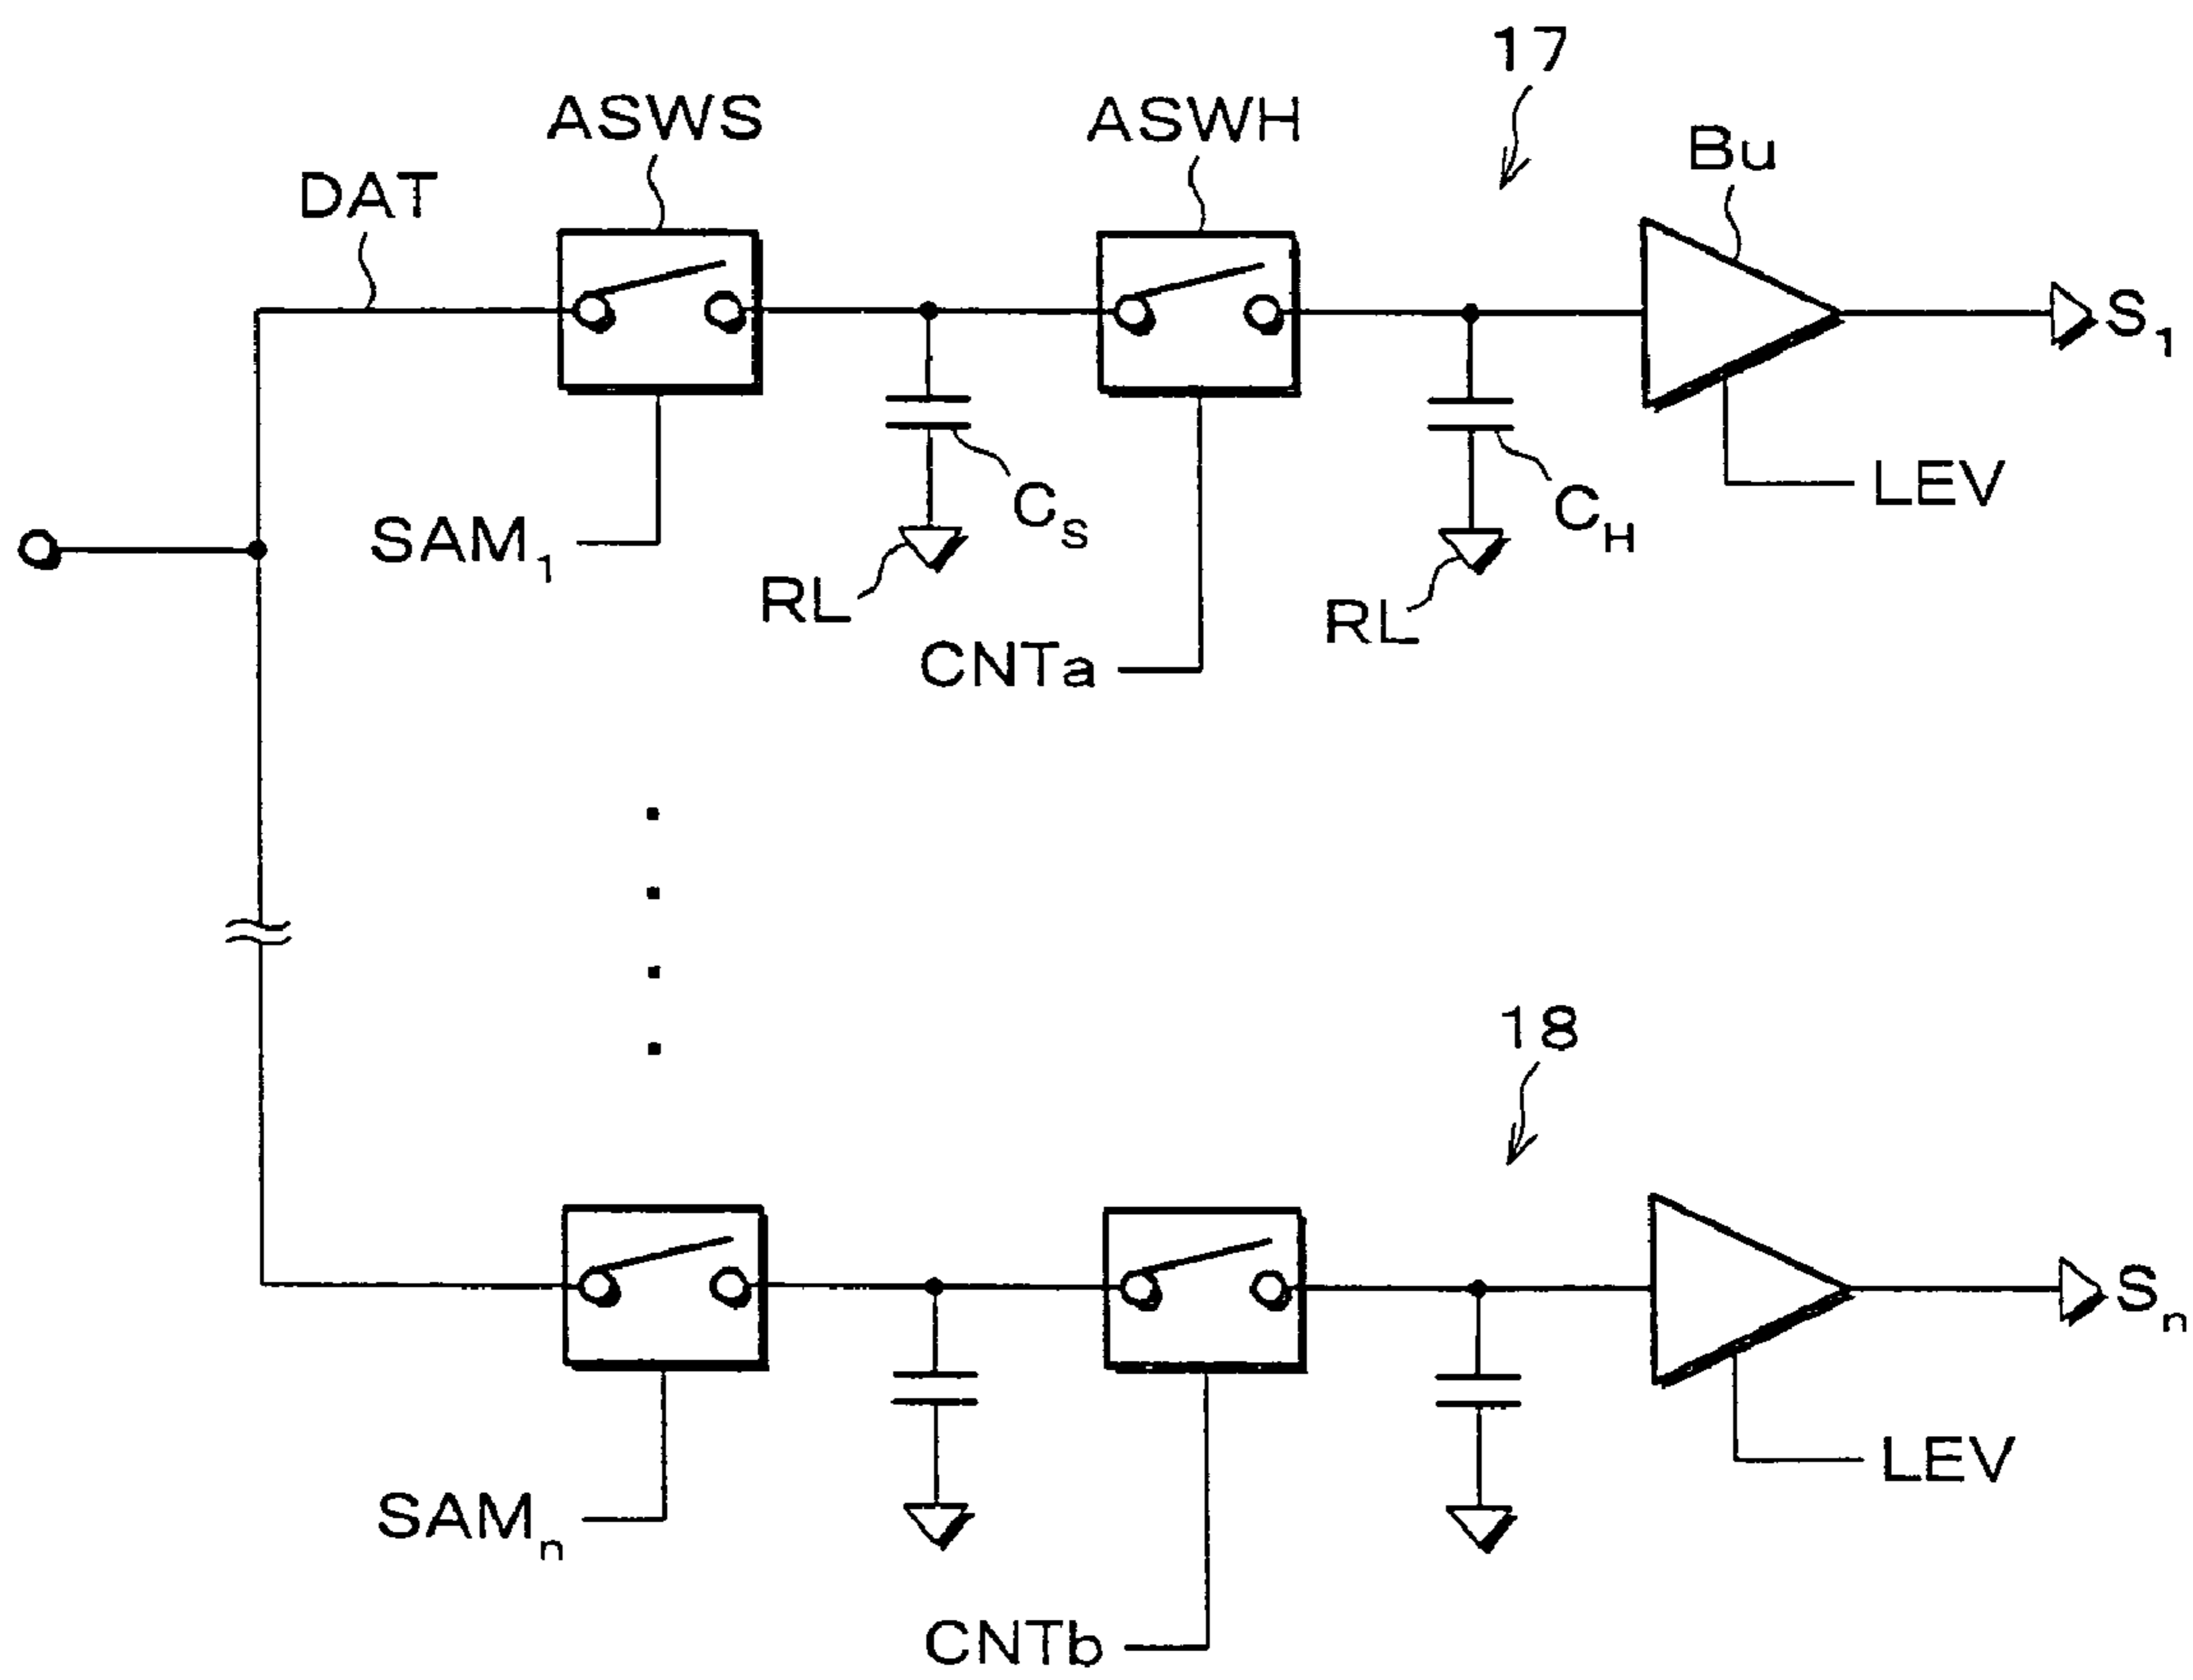 17
ASWS
ASWH
Bu
DAT
S1
LEV
CS
CH
SAM1
RL
RL
CNTa
18
Sn
LEV
SAMn
CNTb